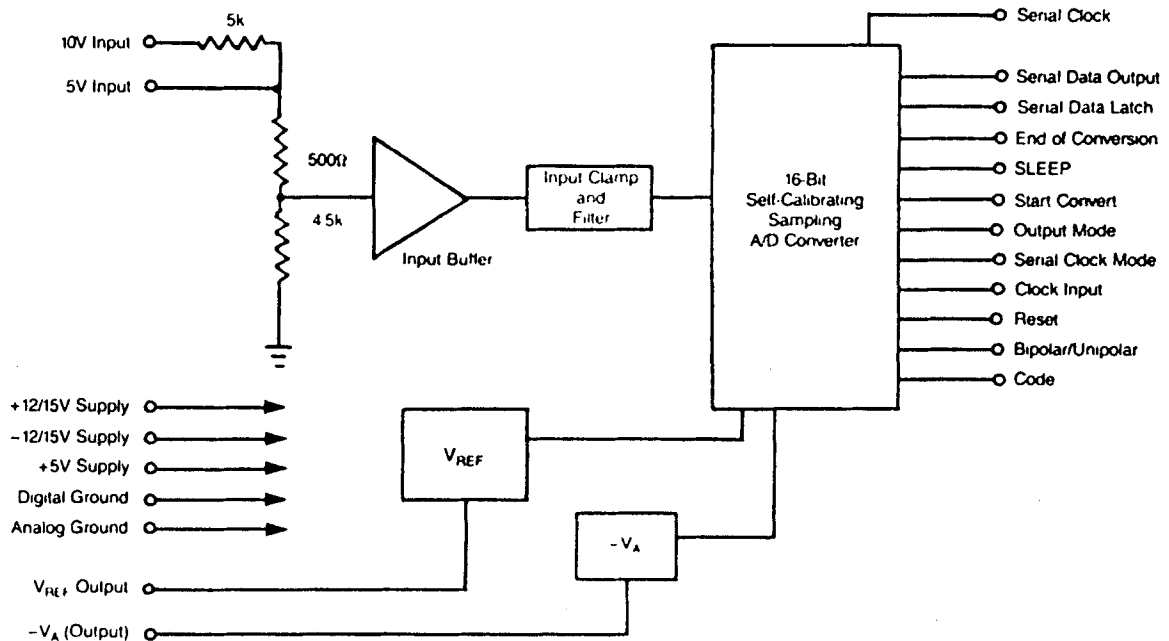 5k
10V Input
5V Input
500Ω
4.5k
Input Buffer
Input Clamp
and
Filter
16-Bit
Self-Calibrating
Sampling
A/D Converter
Serial Clock
Serial Data Output
Serial Data Latch
End of Conversion
SLEEP
Start Convert
Output Mode
Serial Clock Mode
Clock Input
Reset
Bipolar/Unipolar
Code
+12/15V Supply
−12/15V Supply
+5V Supply
Digital Ground
Analog Ground
VREF Output
−VA (Output)
VREF
−VA